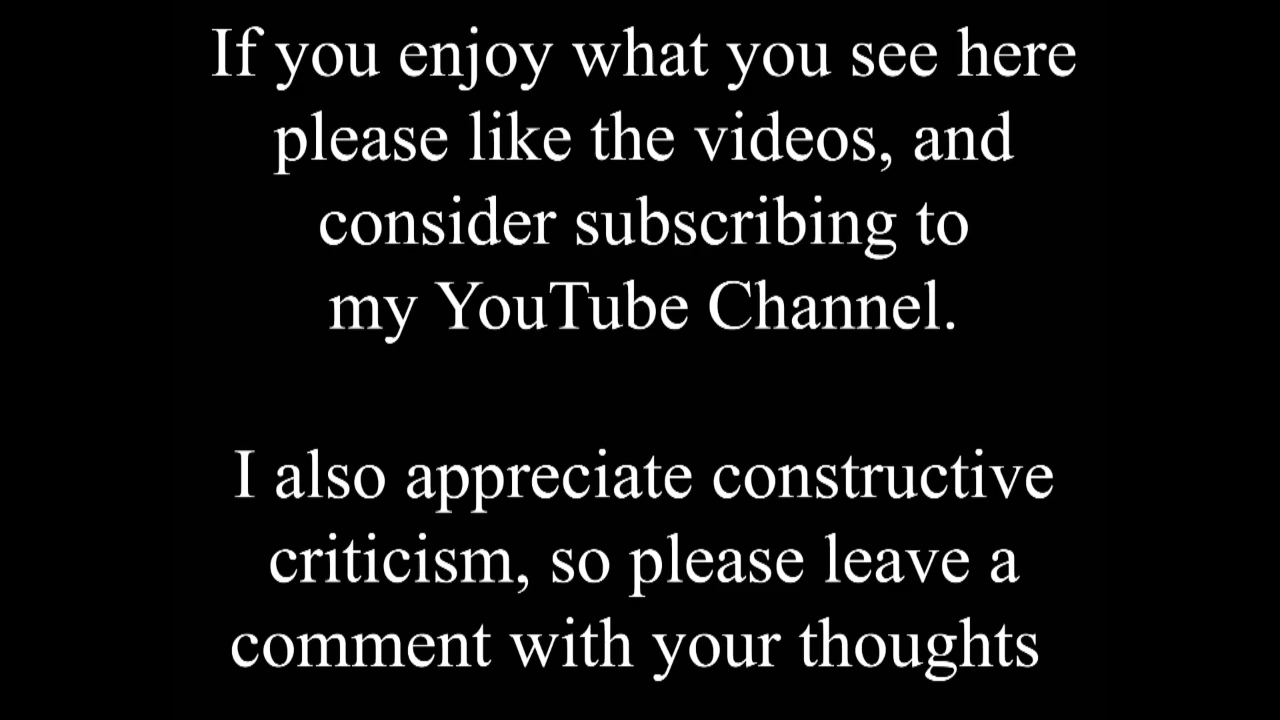 If you enjoy what you see here
please like the videos, and
consider subscribing to
my YouTube Channel.
I also appreciate constructive
criticism, so please leave a
comment with your thoughts